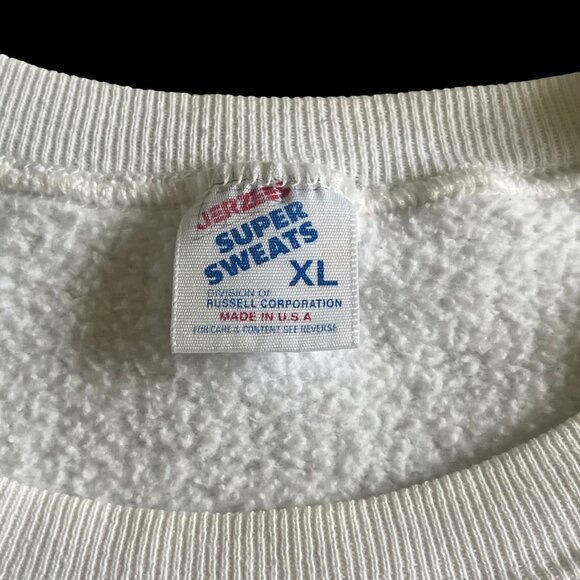 JERZEES
SUPER
SWEATS
XL
DIVISION OF
RUSSELL CORPORATION
MADE IN U.S.A
FOR CARE & CONTENT SEE REVERSE